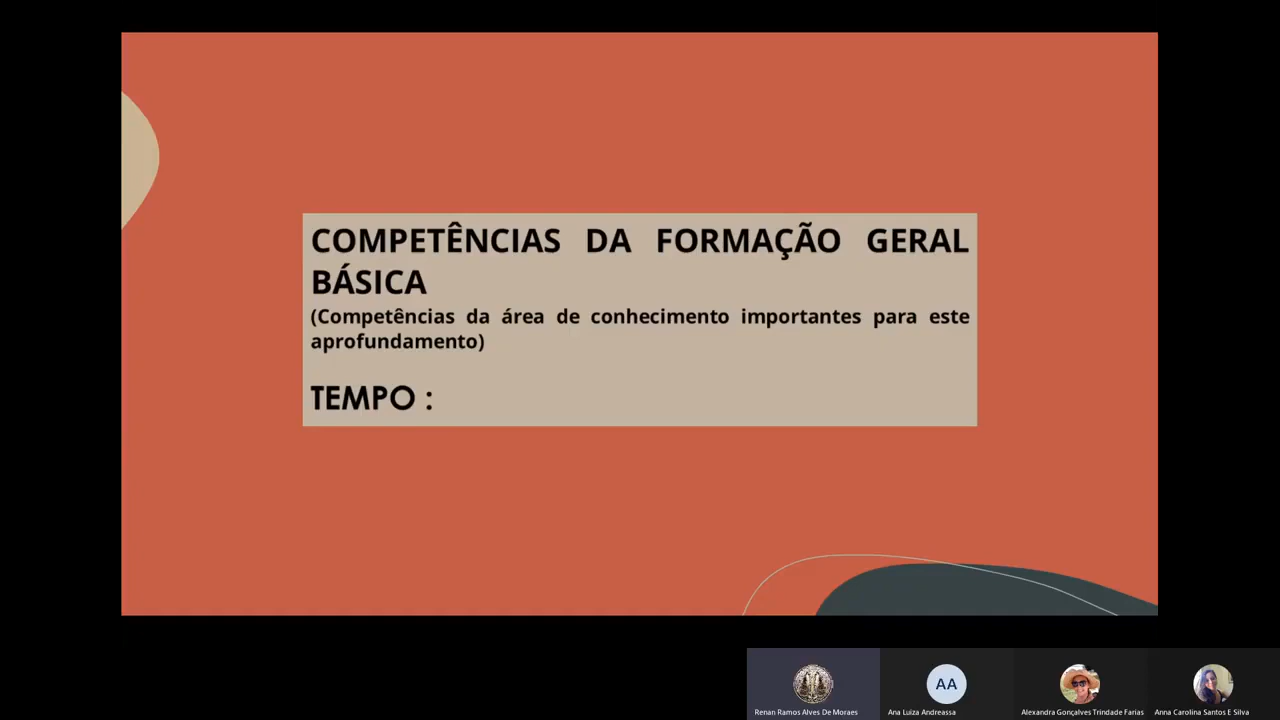 COMPETÊNCIAS DA FORMAÇÃO GERAL
BÁSICA
(Competências da área de conhecimento importantes para este
aprofundamento)
TEMPO :
AA
Renan Ramos Alves De Moraes
Ana Luiza Andreassa
Alexandra Gonçalves Trindade Farias
Anna Carolina Santos E Silva